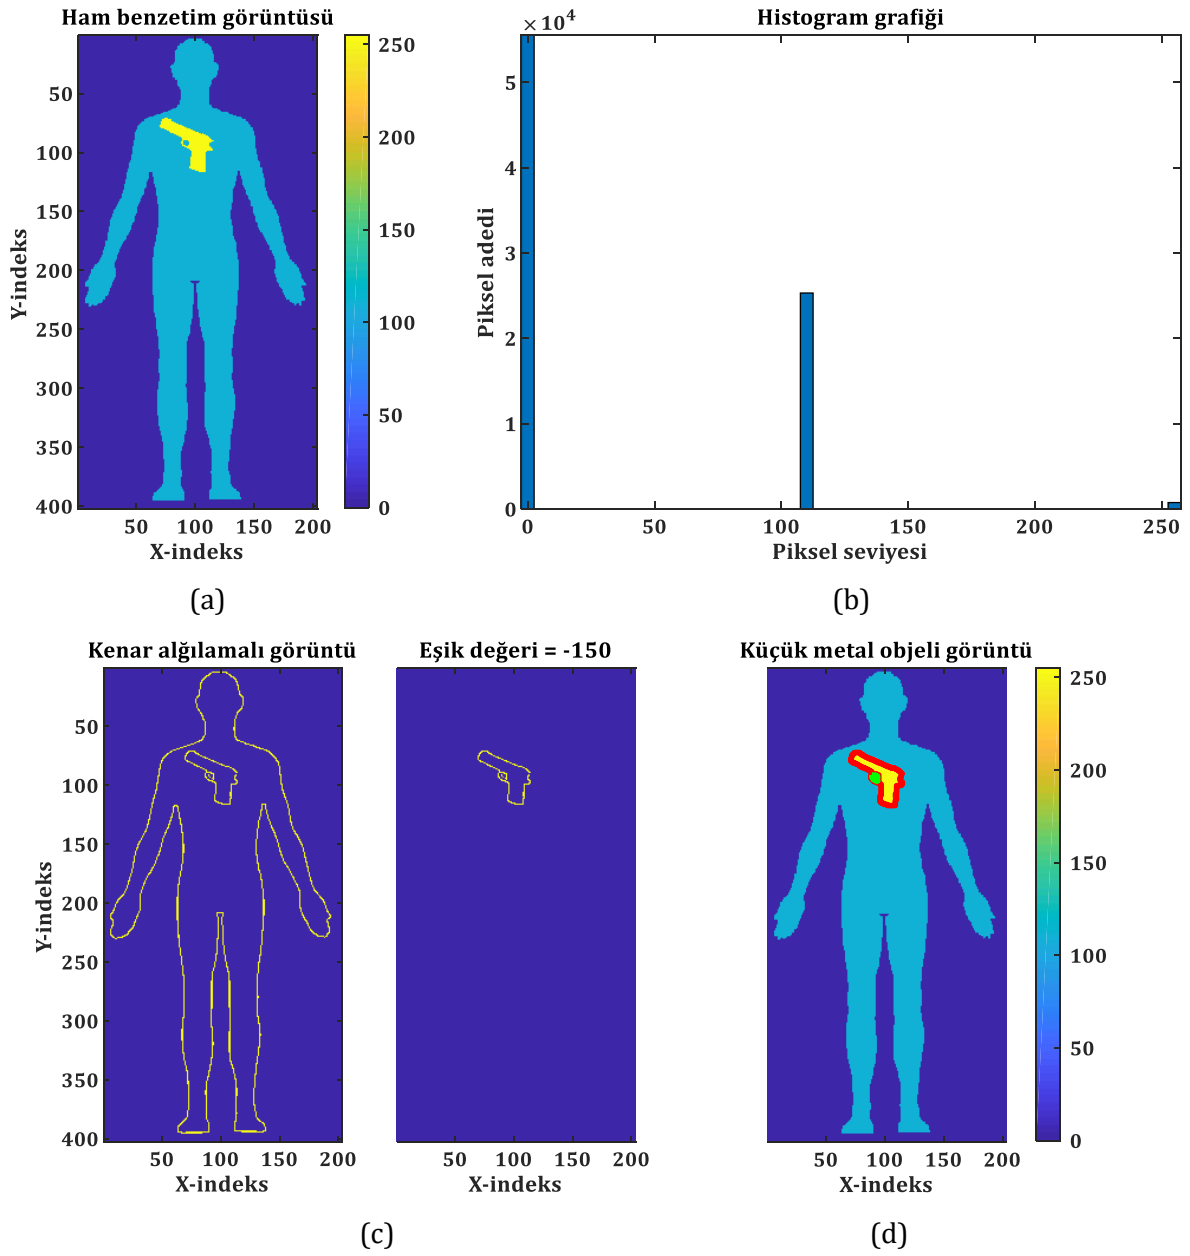 Ham benzetim görüntüsü
50
100
150
200
250
300
350
400
Y-indeks
50 100 150 200
X-indeks
250
200
150
100
50
0
(a)
Histogram grafiği
×10⁴
5
4
3
2
1
0
Piksel adedi
0 50 100 150 200 250
Piksel seviyesi
(b)
Kenar alğılamalı görüntü
50
100
150
200
250
300
350
400
Y-indeks
50 100 150 200
X-indeks
Eşik değeri = -150
50 100 150 200
X-indeks
(c)
Küçük metal objeli görüntü
50 100 150 200
X-indeks
250
200
150
100
50
0
(d)